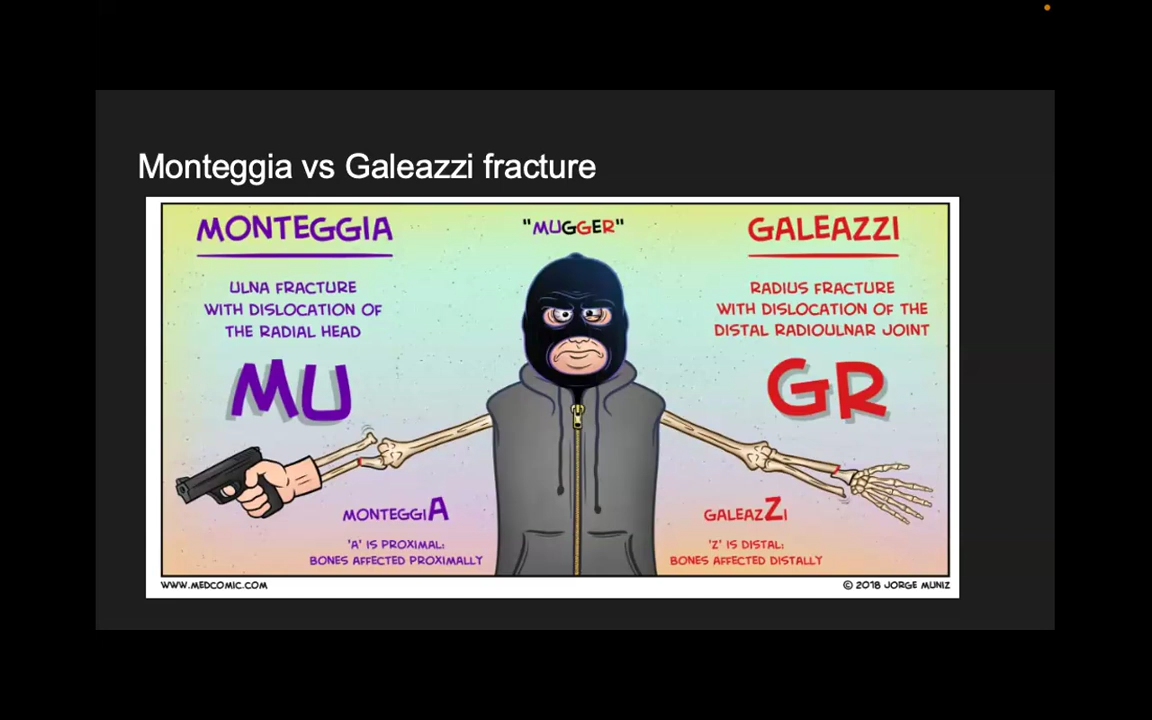 Monteggia vs Galeazzi fracture
MONTEGGIA
ULNA FRACTURE
WITH DISLOCATION OF
THE RADIAL HEAD
MU
MONTEGGIA
'A' IS PROXIMAL:
BONES AFFECTED PROXIMALLY
"MUGGER"
GALEAZZI
RADIUS FRACTURE
WITH DISLOCATION OF THE
DISTAL RADIOULNAR JOINT
GR
GALEAZZI
'Z' IS DISTAL:
BONES AFFECTED DISTALLY
WWW.MEDCOMIC.COM
© 2018 JORGE MUNIZ